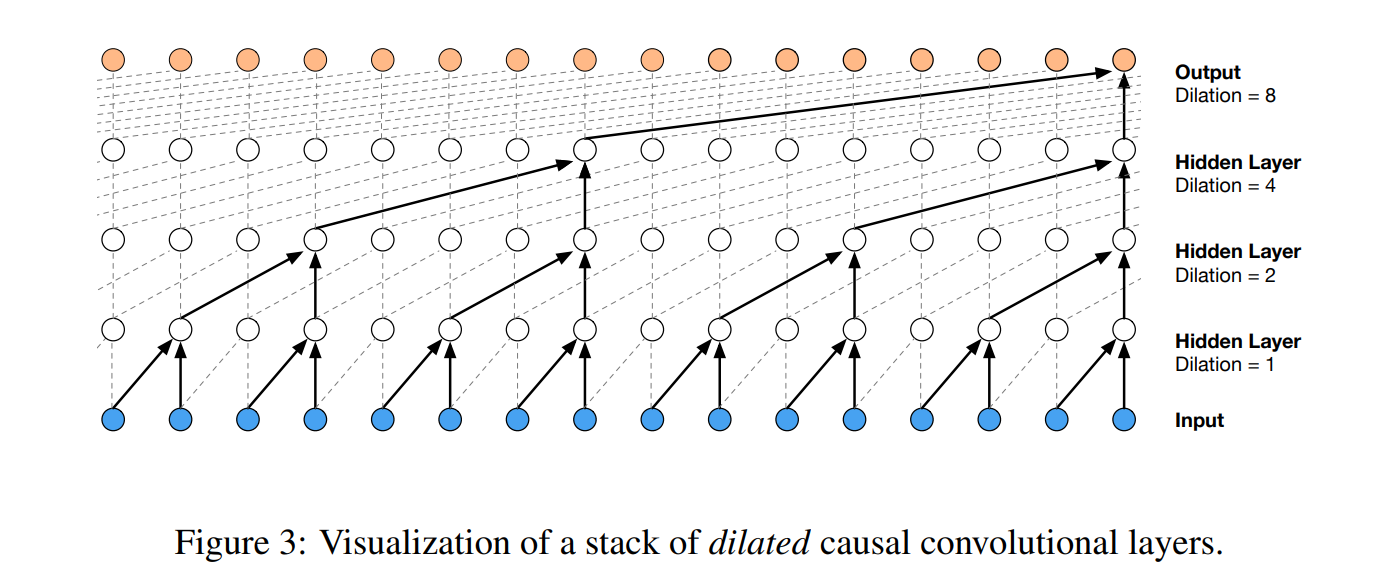 Output
Dilation = 8
Hidden Layer
Dilation = 4
Hidden Layer
Dilation = 2
Hidden Layer
Dilation = 1
Input
Figure 3: Visualization of a stack of dilated causal convolutional layers.